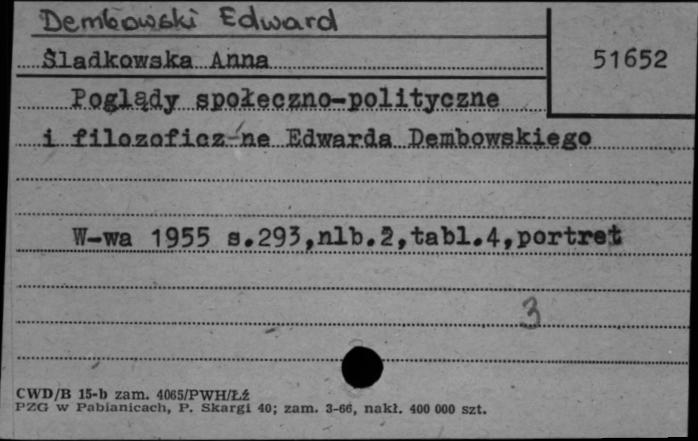 Dembowski Edward
Śladkowska Anna
51652
Poglądy społeczno-polityczne
i filozoficz-ne Edwarda Dembowskiego
W-wa 1955 s.293,nlb.2,tabl.4,portret
3
CWD/B 15-b zam. 4065/PWH/Łź
PZG w Pabianicach, P. Skargi 40; zam. 3-66, nakł. 400 000 szt.